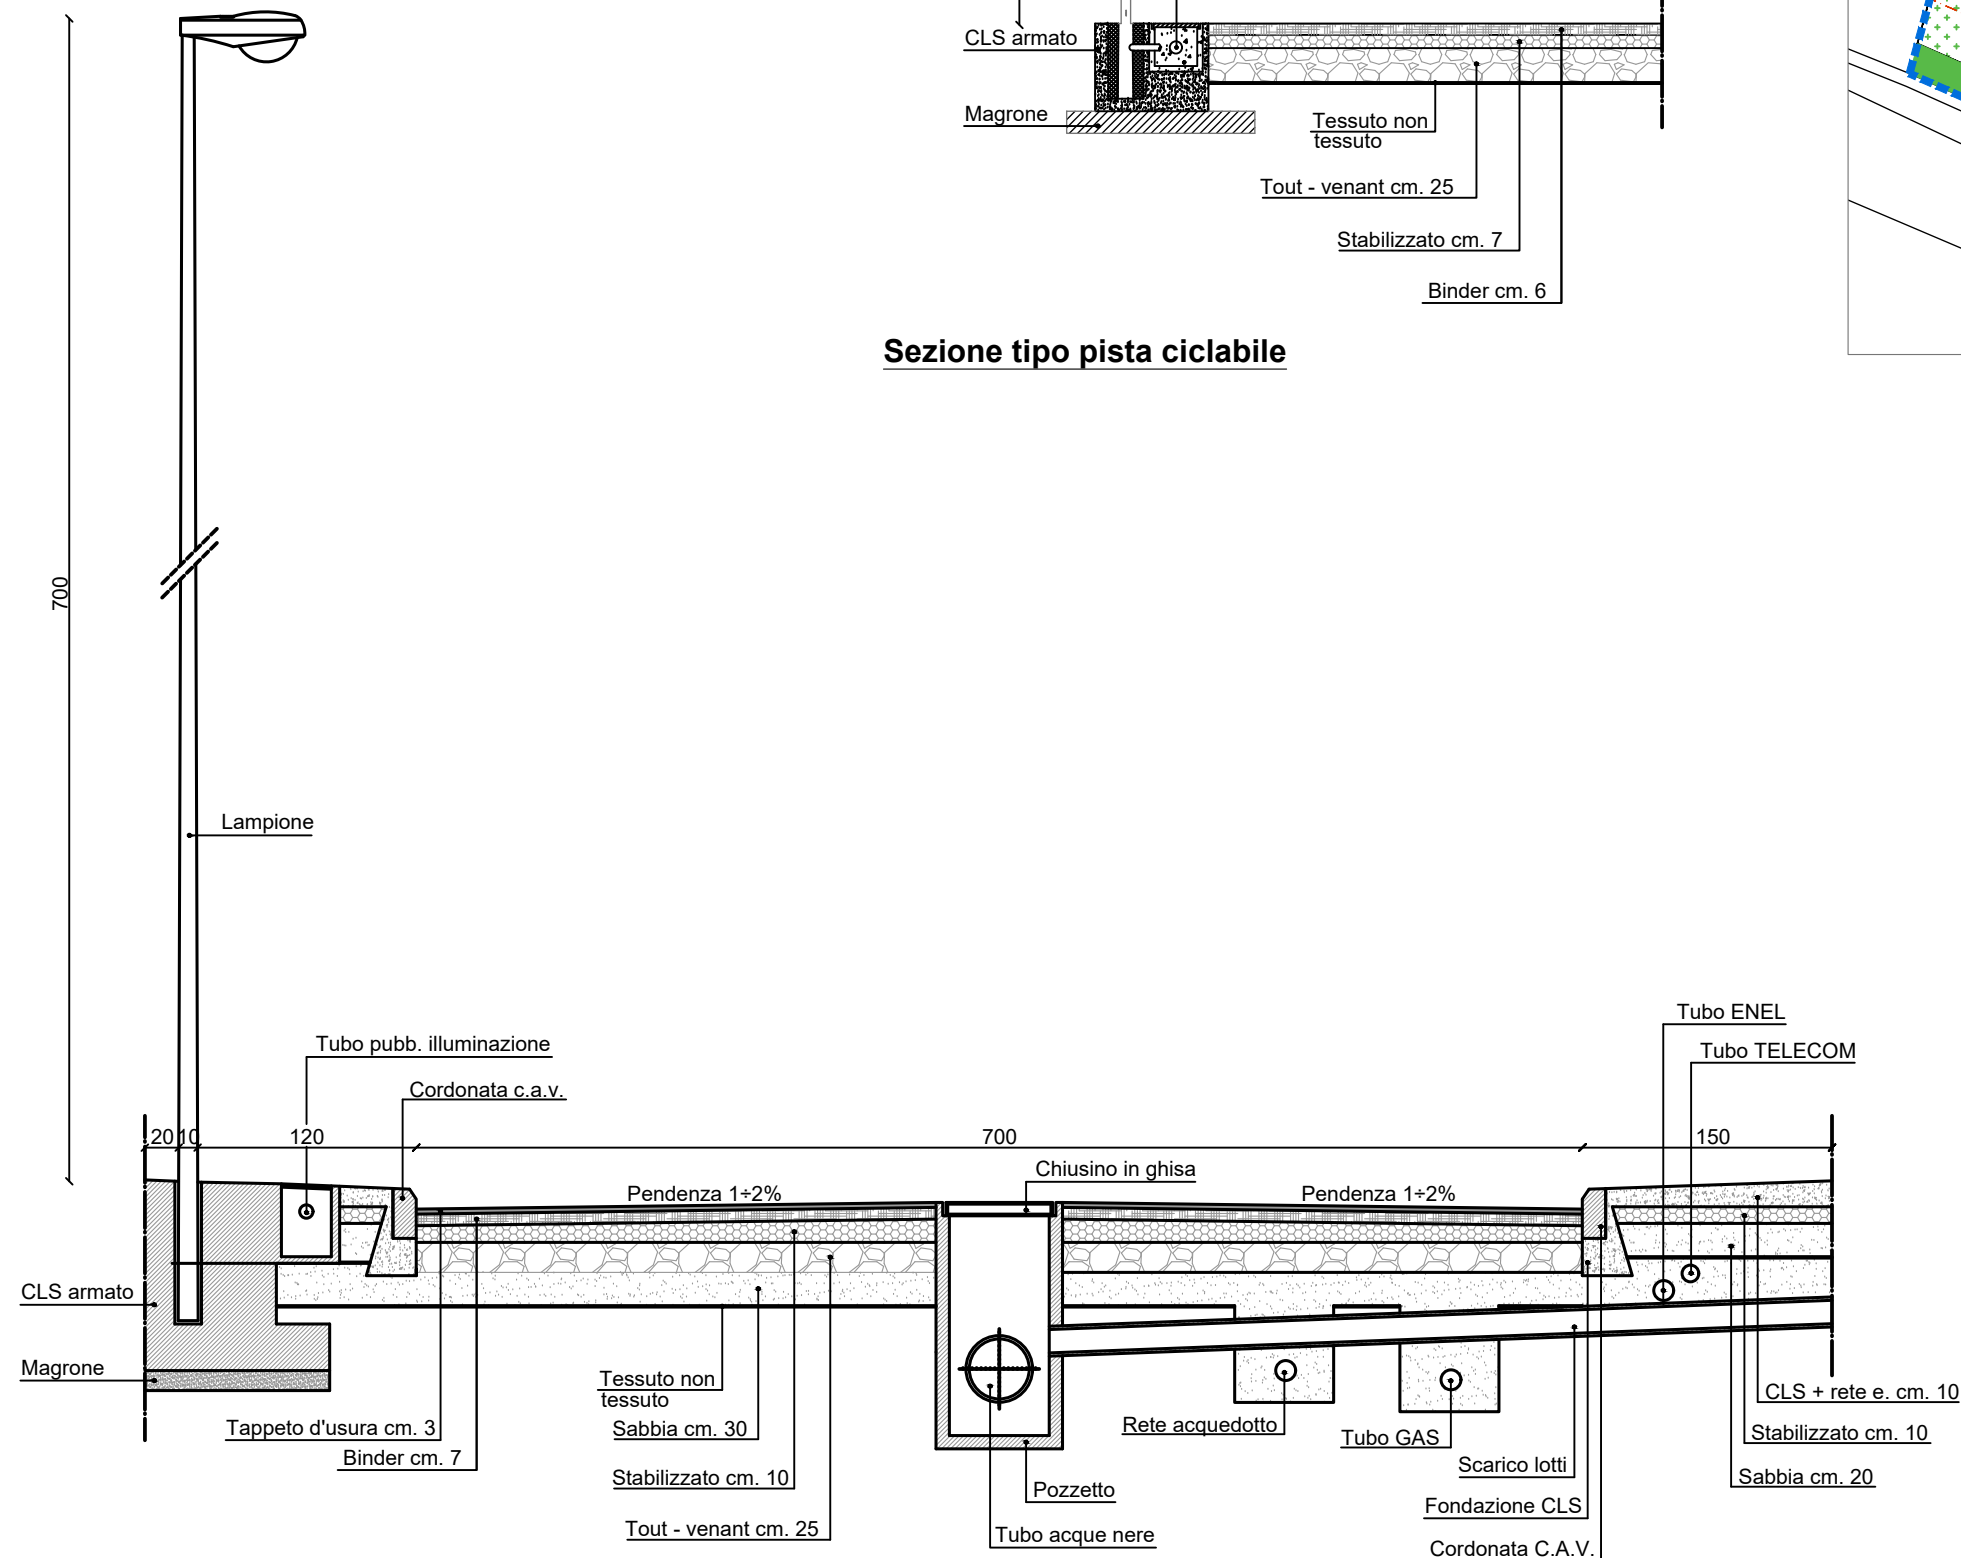 CLS armato
Magrone
Tessuto non
tessuto
Tout - venant cm. 25
Stabilizzato cm. 7
Binder cm. 6
Sezione tipo pista ciclabile
700
Lampione
Tubo ENEL
Tubo TELECOM
Tubo pubb. illuminazione
Cordonata c.a.v.
20 10 120 700 150
Chiusino in ghisa
Pendenza 1÷2% Pendenza 1÷2%
CLS armato
Magrone
Tessuto non
tessuto
Tappeto d'usura cm. 3
Binder cm. 7
Sabbia cm. 30
Stabilizzato cm. 10
Tout - venant cm. 25
Pozzetto
Tubo acque nere
Rete acquedotto
Tubo GAS
Scarico lotti
Fondazione CLS
Cordonata C.A.V.
CLS + rete e. cm. 10
Stabilizzato cm. 10
Sabbia cm. 20